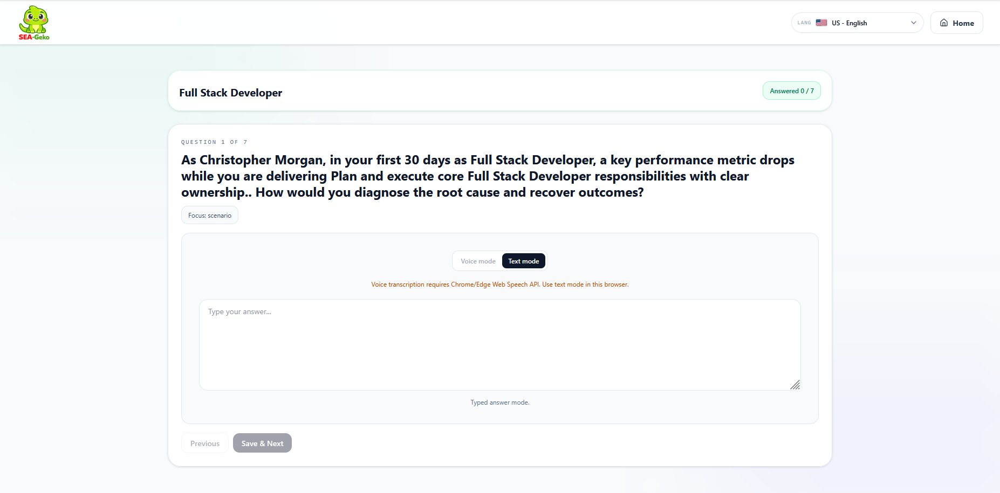 SEA-Geko
LANG US - English
Home
Full Stack Developer
Answered 0 / 7
QUESTION 1 OF 7
As Christopher Morgan, in your first 30 days as Full Stack Developer, a key performance metric drops
while you are delivering Plan and execute core Full Stack Developer responsibilities with clear
ownership.. How would you diagnose the root cause and recover outcomes?
Focus: scenario
Voice mode Text mode
Voice transcription requires Chrome/Edge Web Speech API. Use text mode in this browser.
Type your answer...
Typed answer mode.
Previous Save & Next